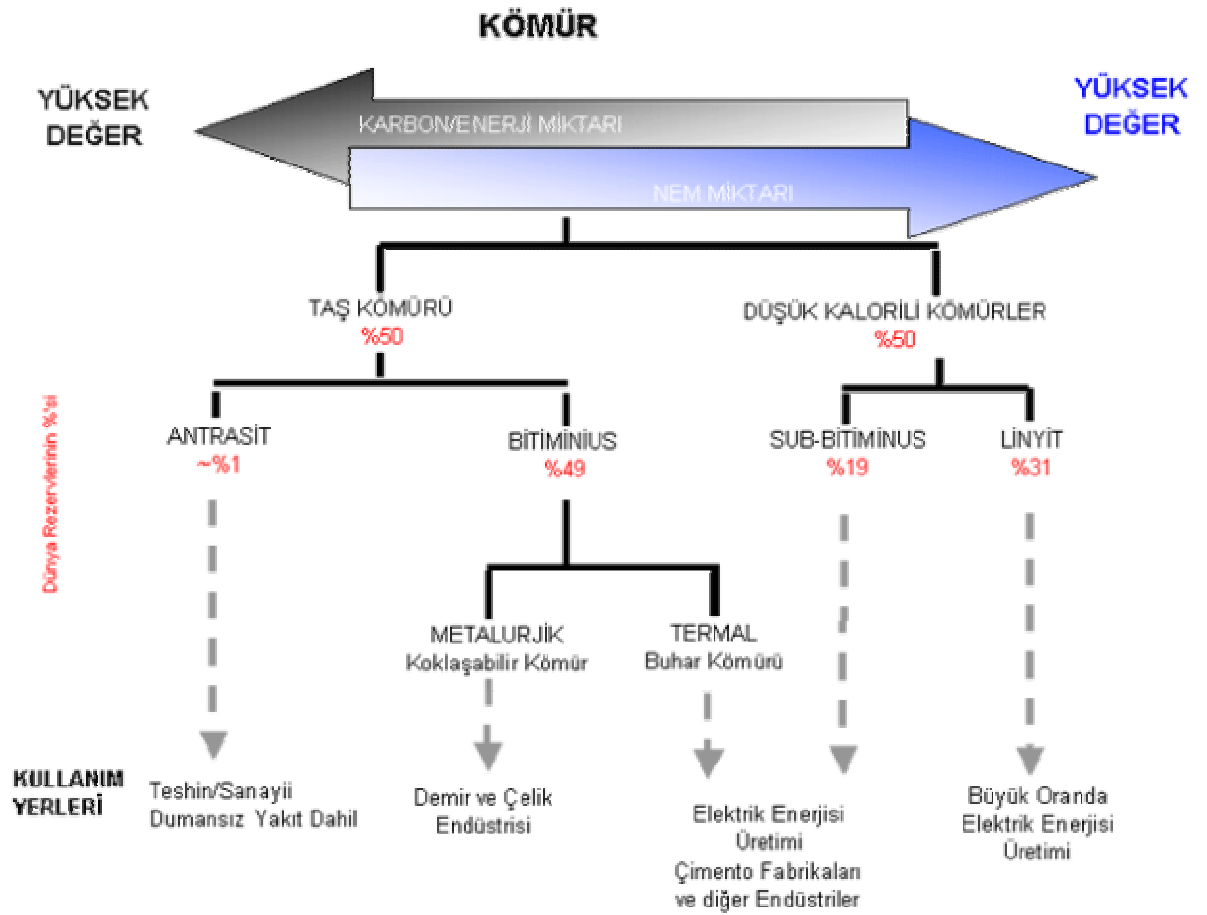 KÖMÜR
YÜKSEK
DEĞER
YÜKSEK
DEĞER
KARBON/ENERJİ MİKTARI
NEM MİKTARI
TAŞ KÖMÜRÜ
%50
DÜŞÜK KALORİLİ KÖMÜRLER
%50
Dünya Rezervlerinin %'si
ANTRASİT
~%1
BİTİMİNIUS
%49
SUB-BİTİMİNUS
%19
LİNYİT
%31
METALURJİK
Koklaşabilir Kömür
TERMAL
Buhar Kömürü
KULLANIM
YERLERİ
Teshin/Sanayii
Dumansız Yakıt Dahil
Demir ve Çelik
Endüstrisi
Elektrik Enerjisi
Üretimi
Çimento Fabrikaları
ve diğer Endüstriler
Büyük Oranda
Elektrik Enerjisi
Üretimi